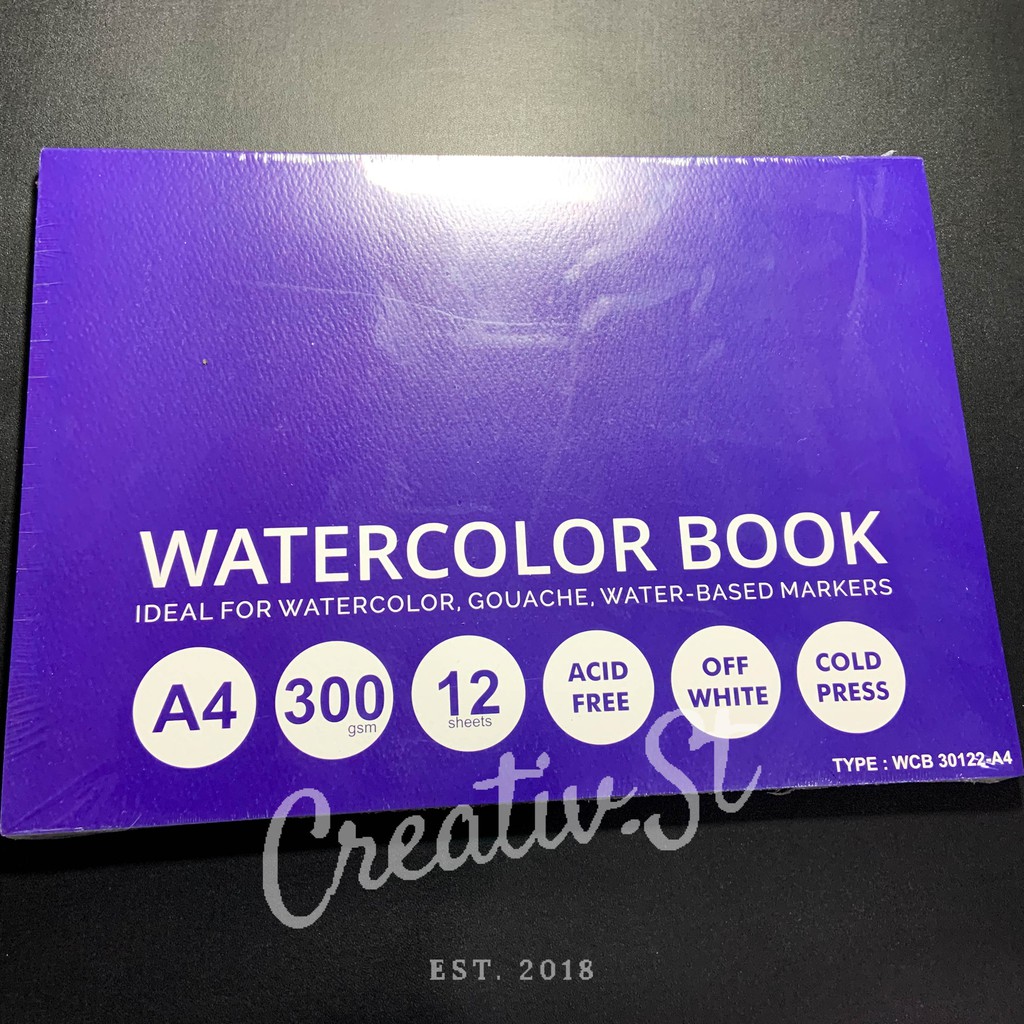 WATERCOLOR BOOK
IDEAL FOR WATERCOLOR, GOUACHE, WATER-BASED MARKERS
A4
300
gsm
12
sheets
ACID
FREE
OFF
WHITE
COLD
PRESS
TYPE : WCB 30122-A4
Creativ.St
EST. 2018